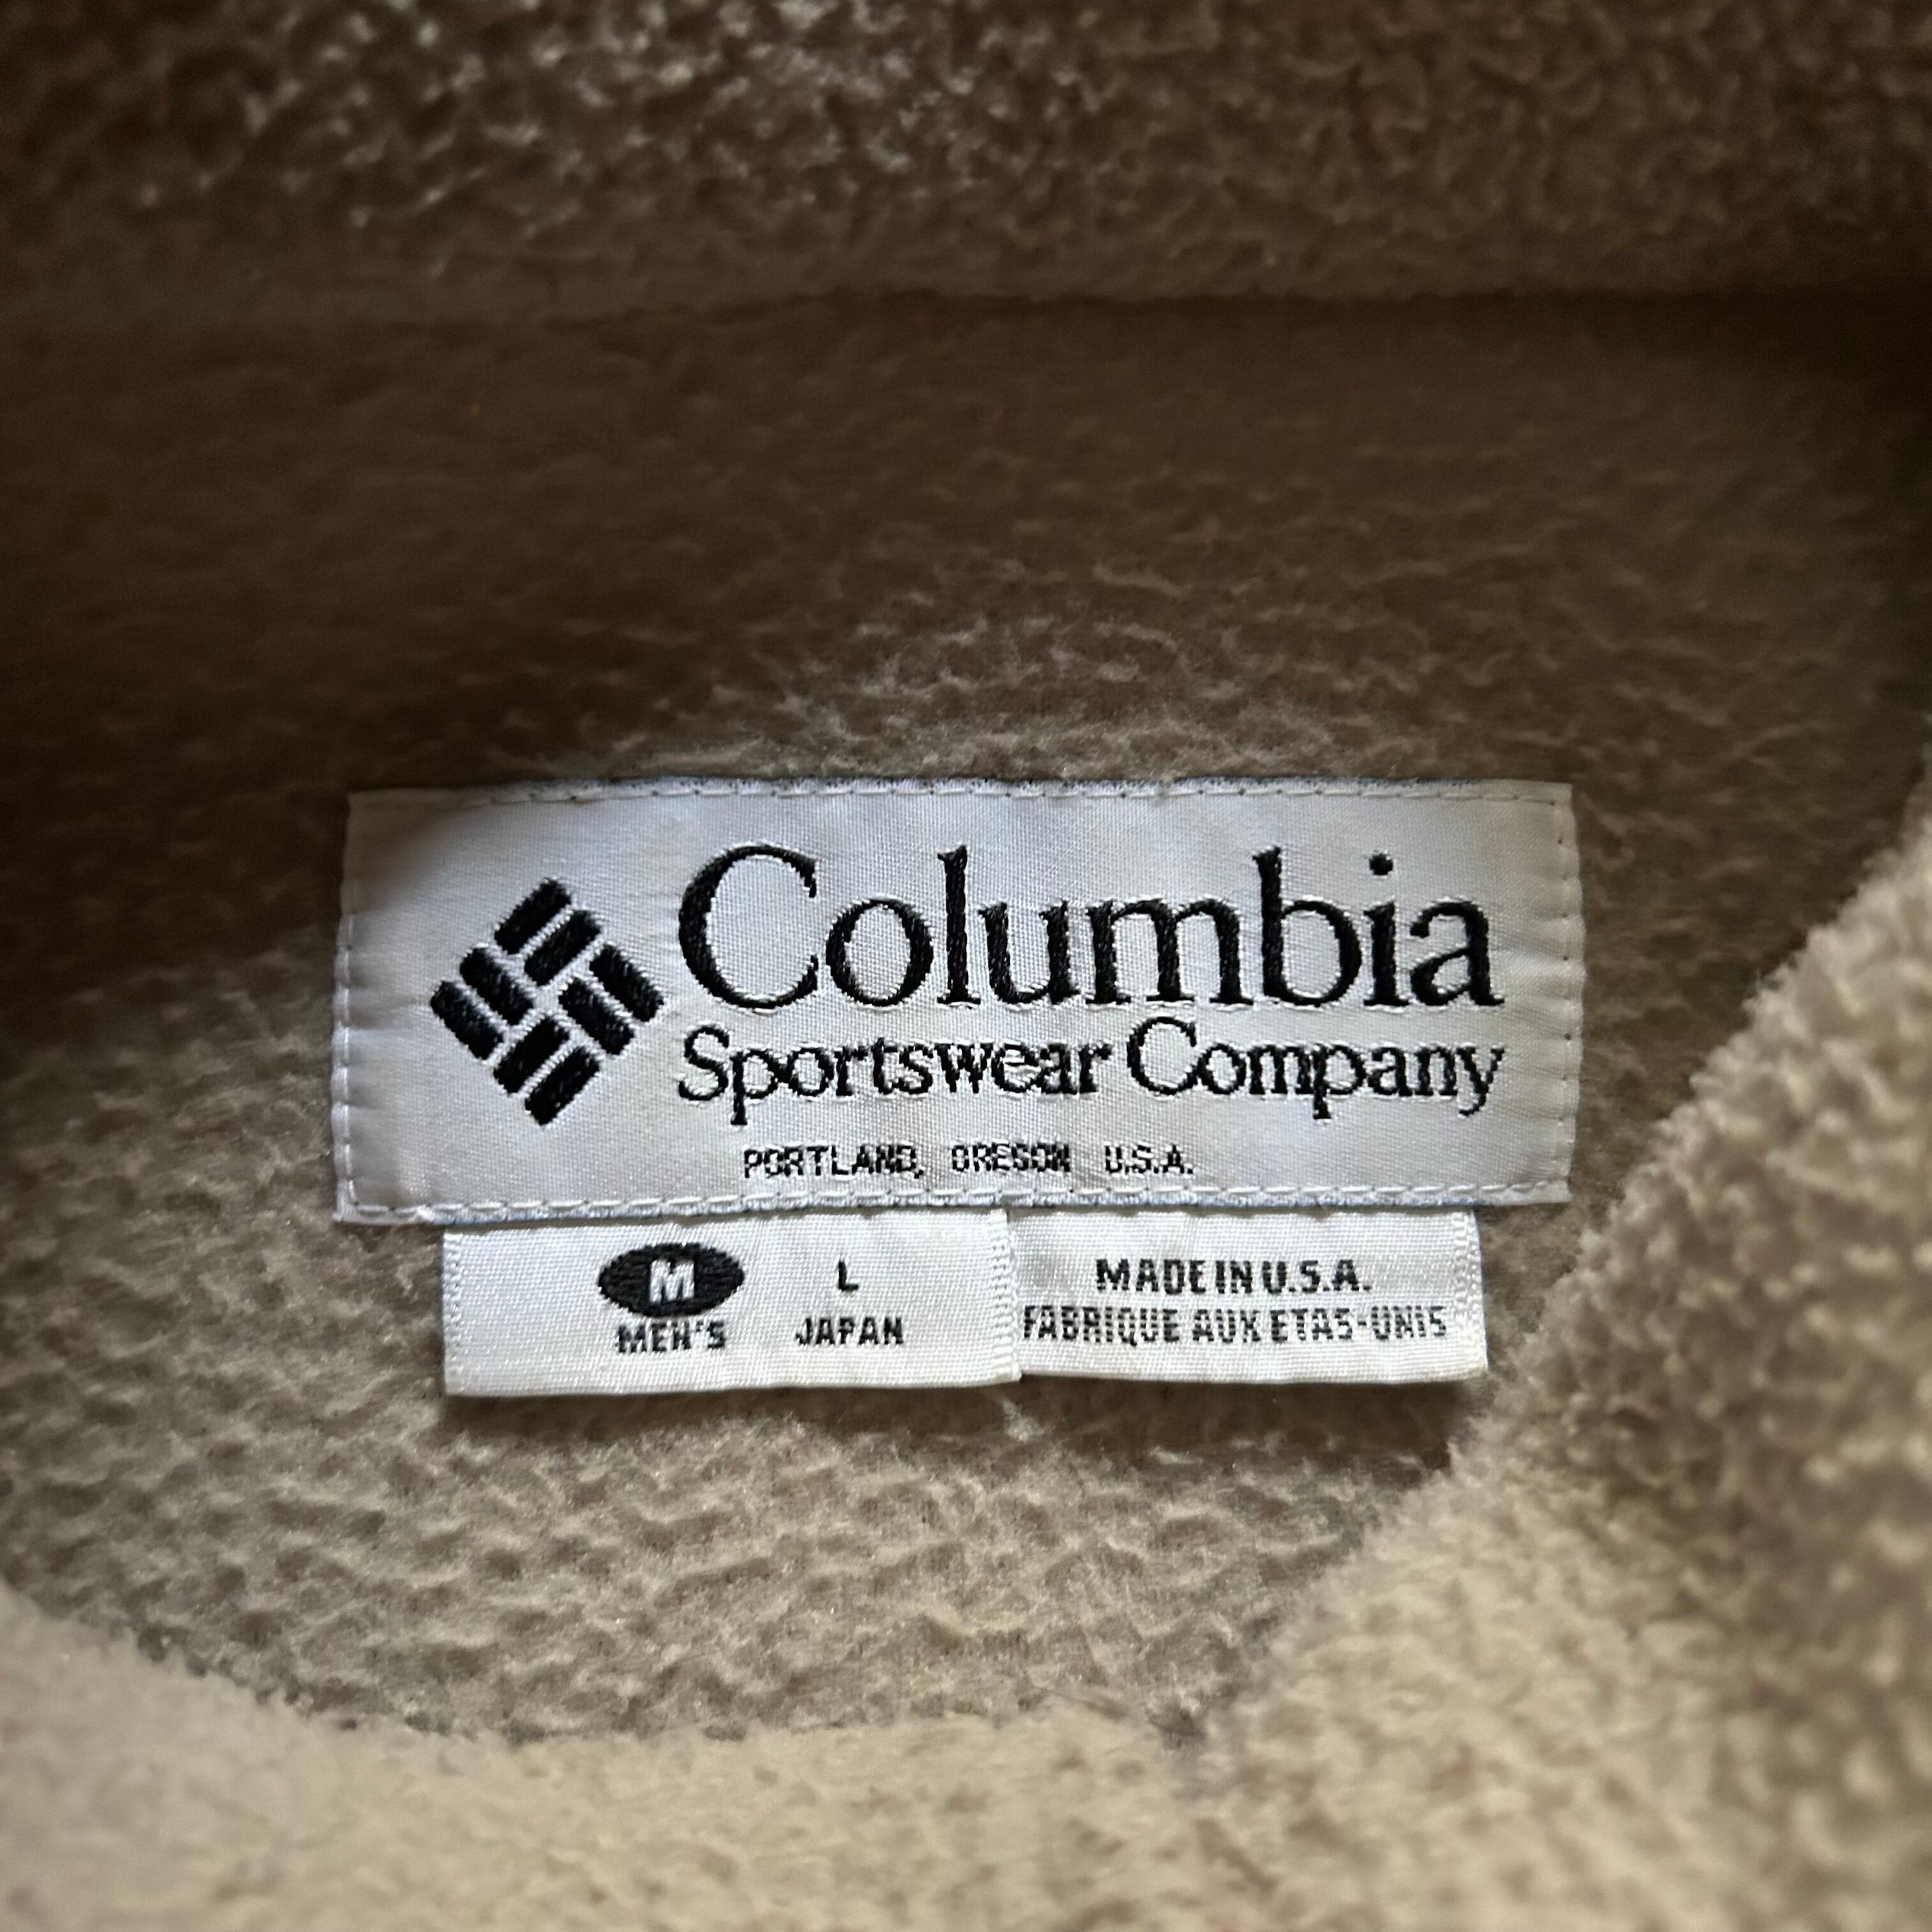 Columbia
Sportswear Company
PORTLAND, OREGON U.S.A.
M L
MEN'S JAPAN
MADE IN U.S.A.
FABRIQUE AUX ETAS-UNIS